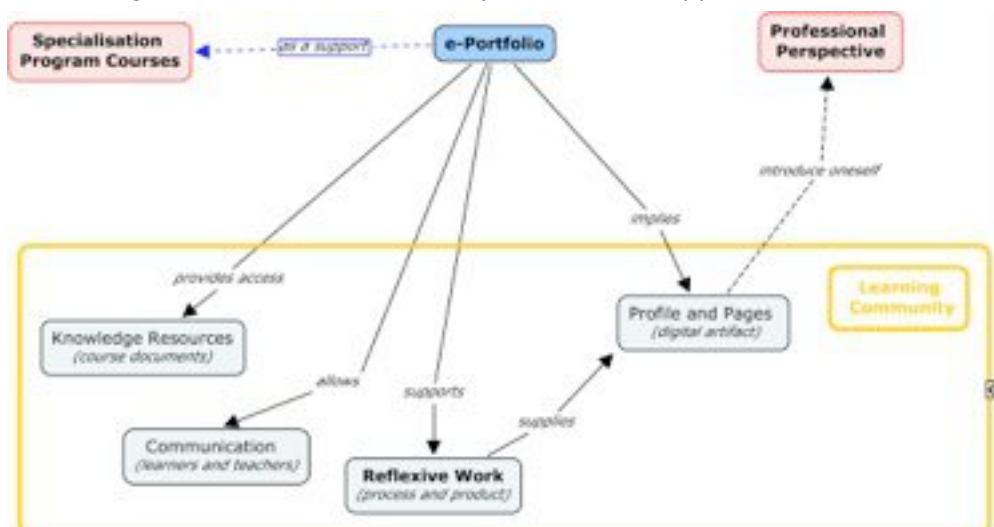 Specialisation
Program Courses
as a support
e-Portfolio
Professional
Perspective
introduce oneself
implies
provides access
Learning
Community
Profile and Pages
(digital artifact)
Knowledge Resources
(course documents)
allows
supports
supplies
Communication
(learners and teachers)
Reflexive Work
(process and product)